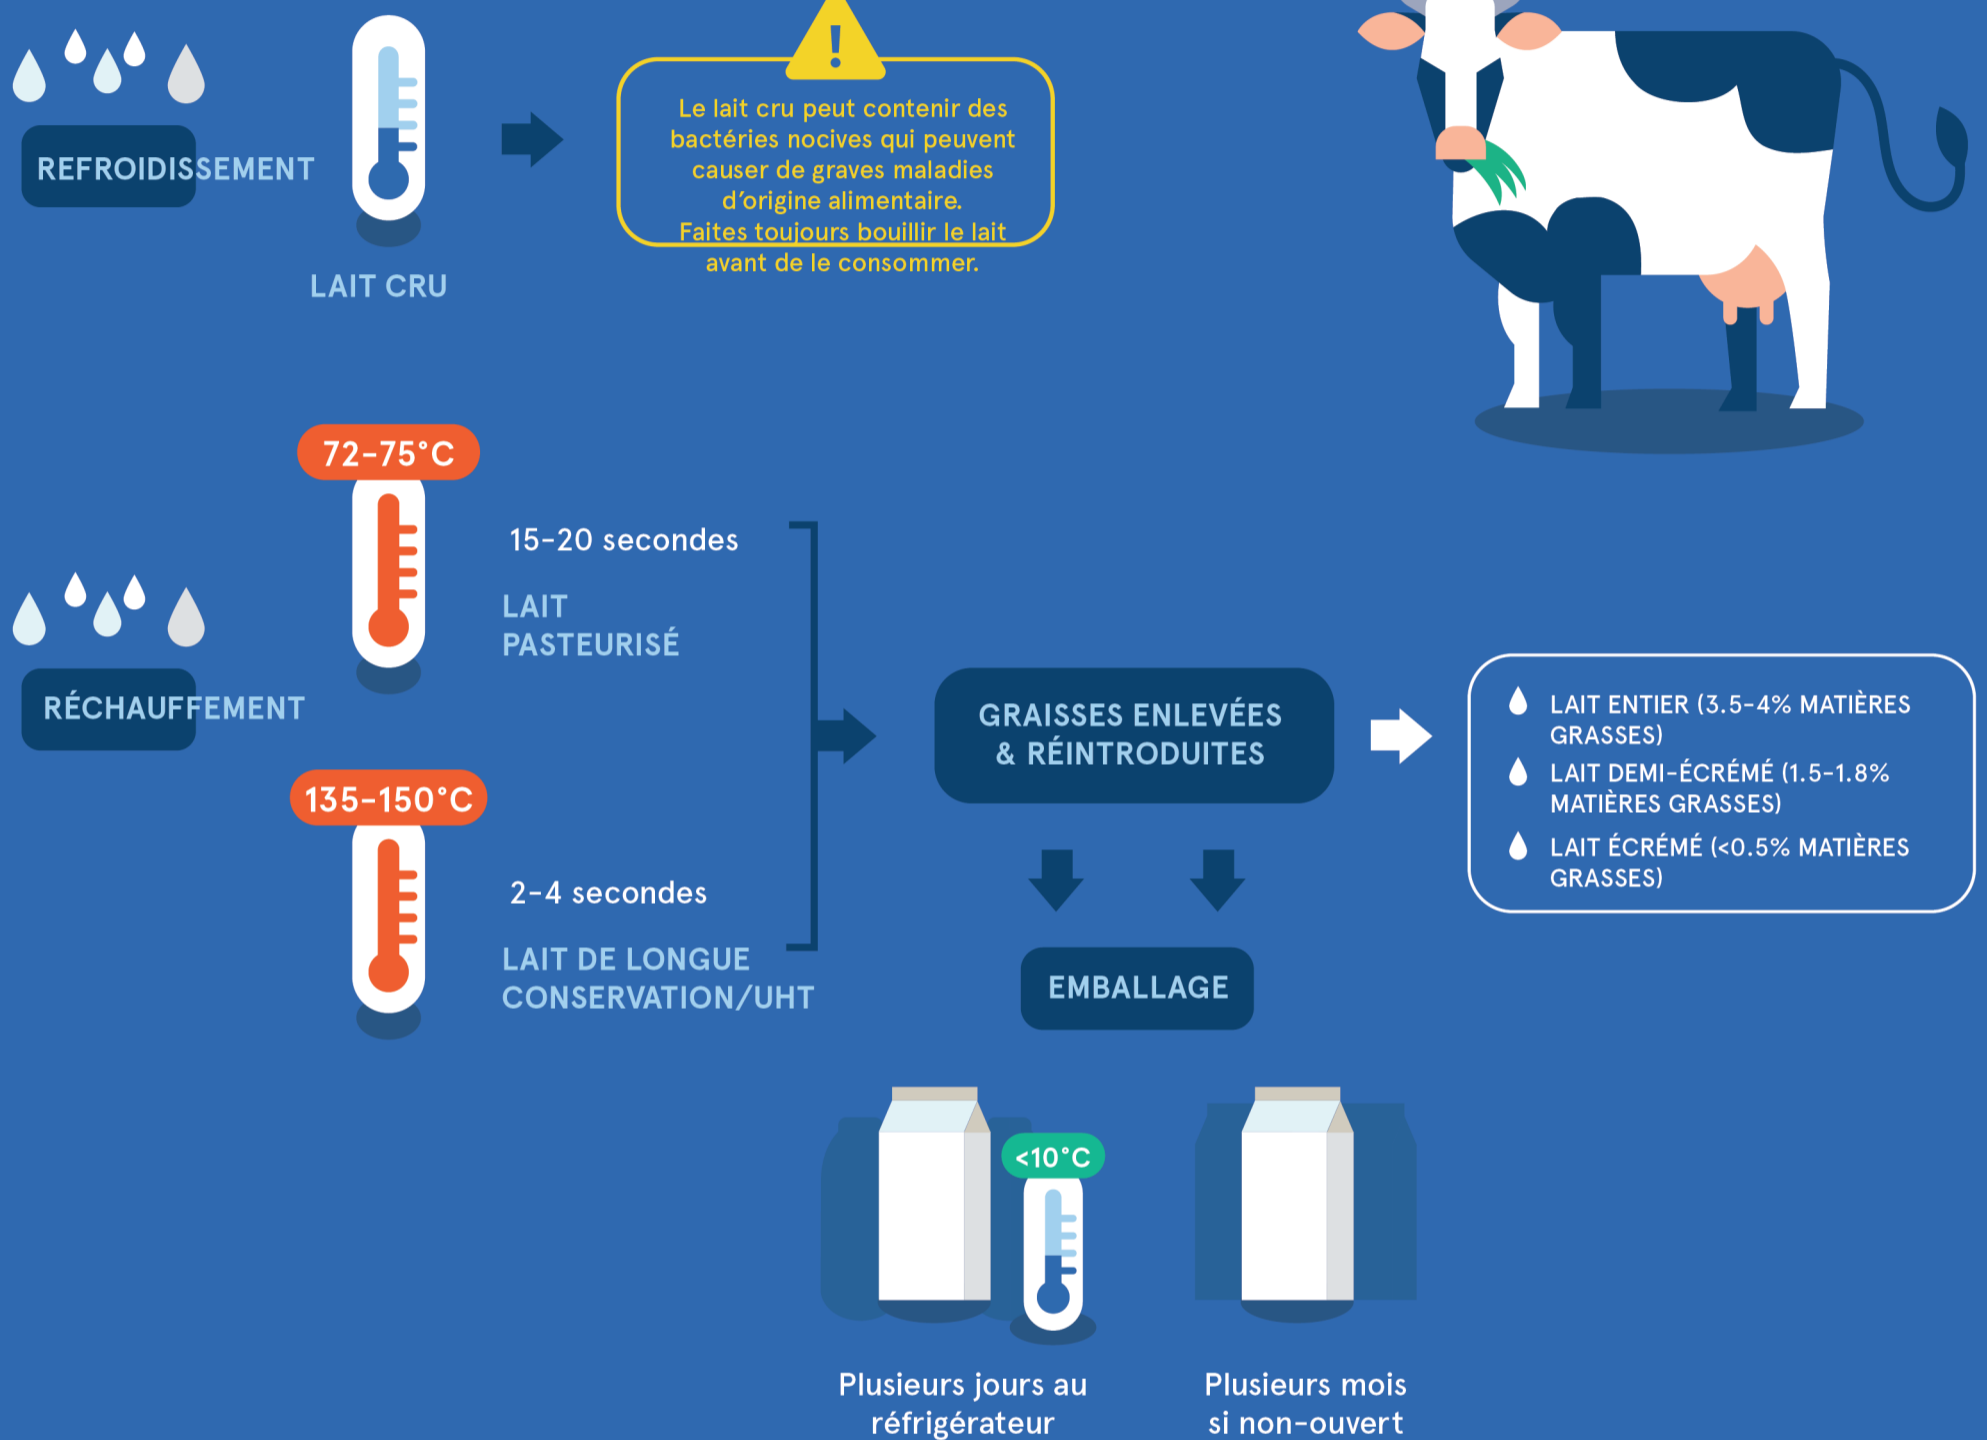 !
Le lait cru peut contenir des
bactéries nocives qui peuvent
causer de graves maladies
d’origine alimentaire.
Faites toujours bouillir le lait
avant de le consommer.
REFROIDISSEMENT
LAIT CRU
72-75°C
15-20 secondes
LAIT
PASTEURISÉ
RÉCHAUFFEMENT
135-150°C
2-4 secondes
LAIT DE LONGUE
CONSERVATION/UHT
GRAISSES ENLEVÉES
& RÉINTRODUITES
LAIT ENTIER (3.5-4% MATIÈRES
GRASSES)
LAIT DEMI-ÉCRÉMÉ (1.5-1.8%
MATIÈRES GRASSES)
LAIT ÉCRÉMÉ (<0.5% MATIÈRES
GRASSES)
EMBALLAGE
<10°C
Plusieurs jours au
réfrigérateur
Plusieurs mois
si non-ouvert